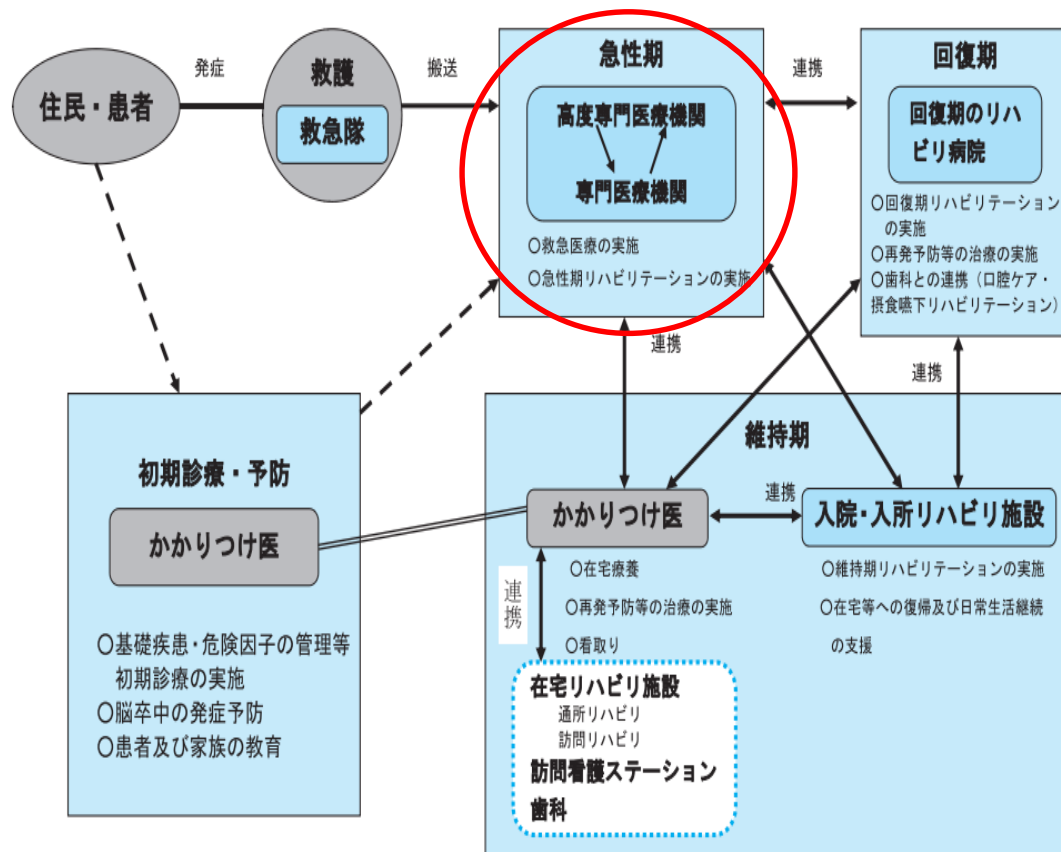 住民・患者
発症
救護
救急隊
搬送
急性期
高度専門医療機関
専門医療機関
○救急医療の実施
○急性期リハビリテーションの実施
連携
回復期
回復期のリハ
ビリ病院
○回復期リハビリテーション
の実施
○再発予防等の治療の実施
○歯科との連携（口腔ケア・
摂食嚥下リハビリテーション）
連携
連携
初期診療・予防
かかりつけ医
○基礎疾患・危険因子の管理等
初期診療の実施
○脳卒中の発症予防
○患者及び家族の教育
維持期
かかりつけ医
連携
入院・入所リハビリ施設
○在宅療養
○再発予防等の治療の実施
○看取り
○維持期リハビリテーションの実施
○在宅等への復帰及び日常生活継続
の支援
連携
在宅リハビリ施設
通所リハビリ
訪問リハビリ
訪問看護ステーション
歯科